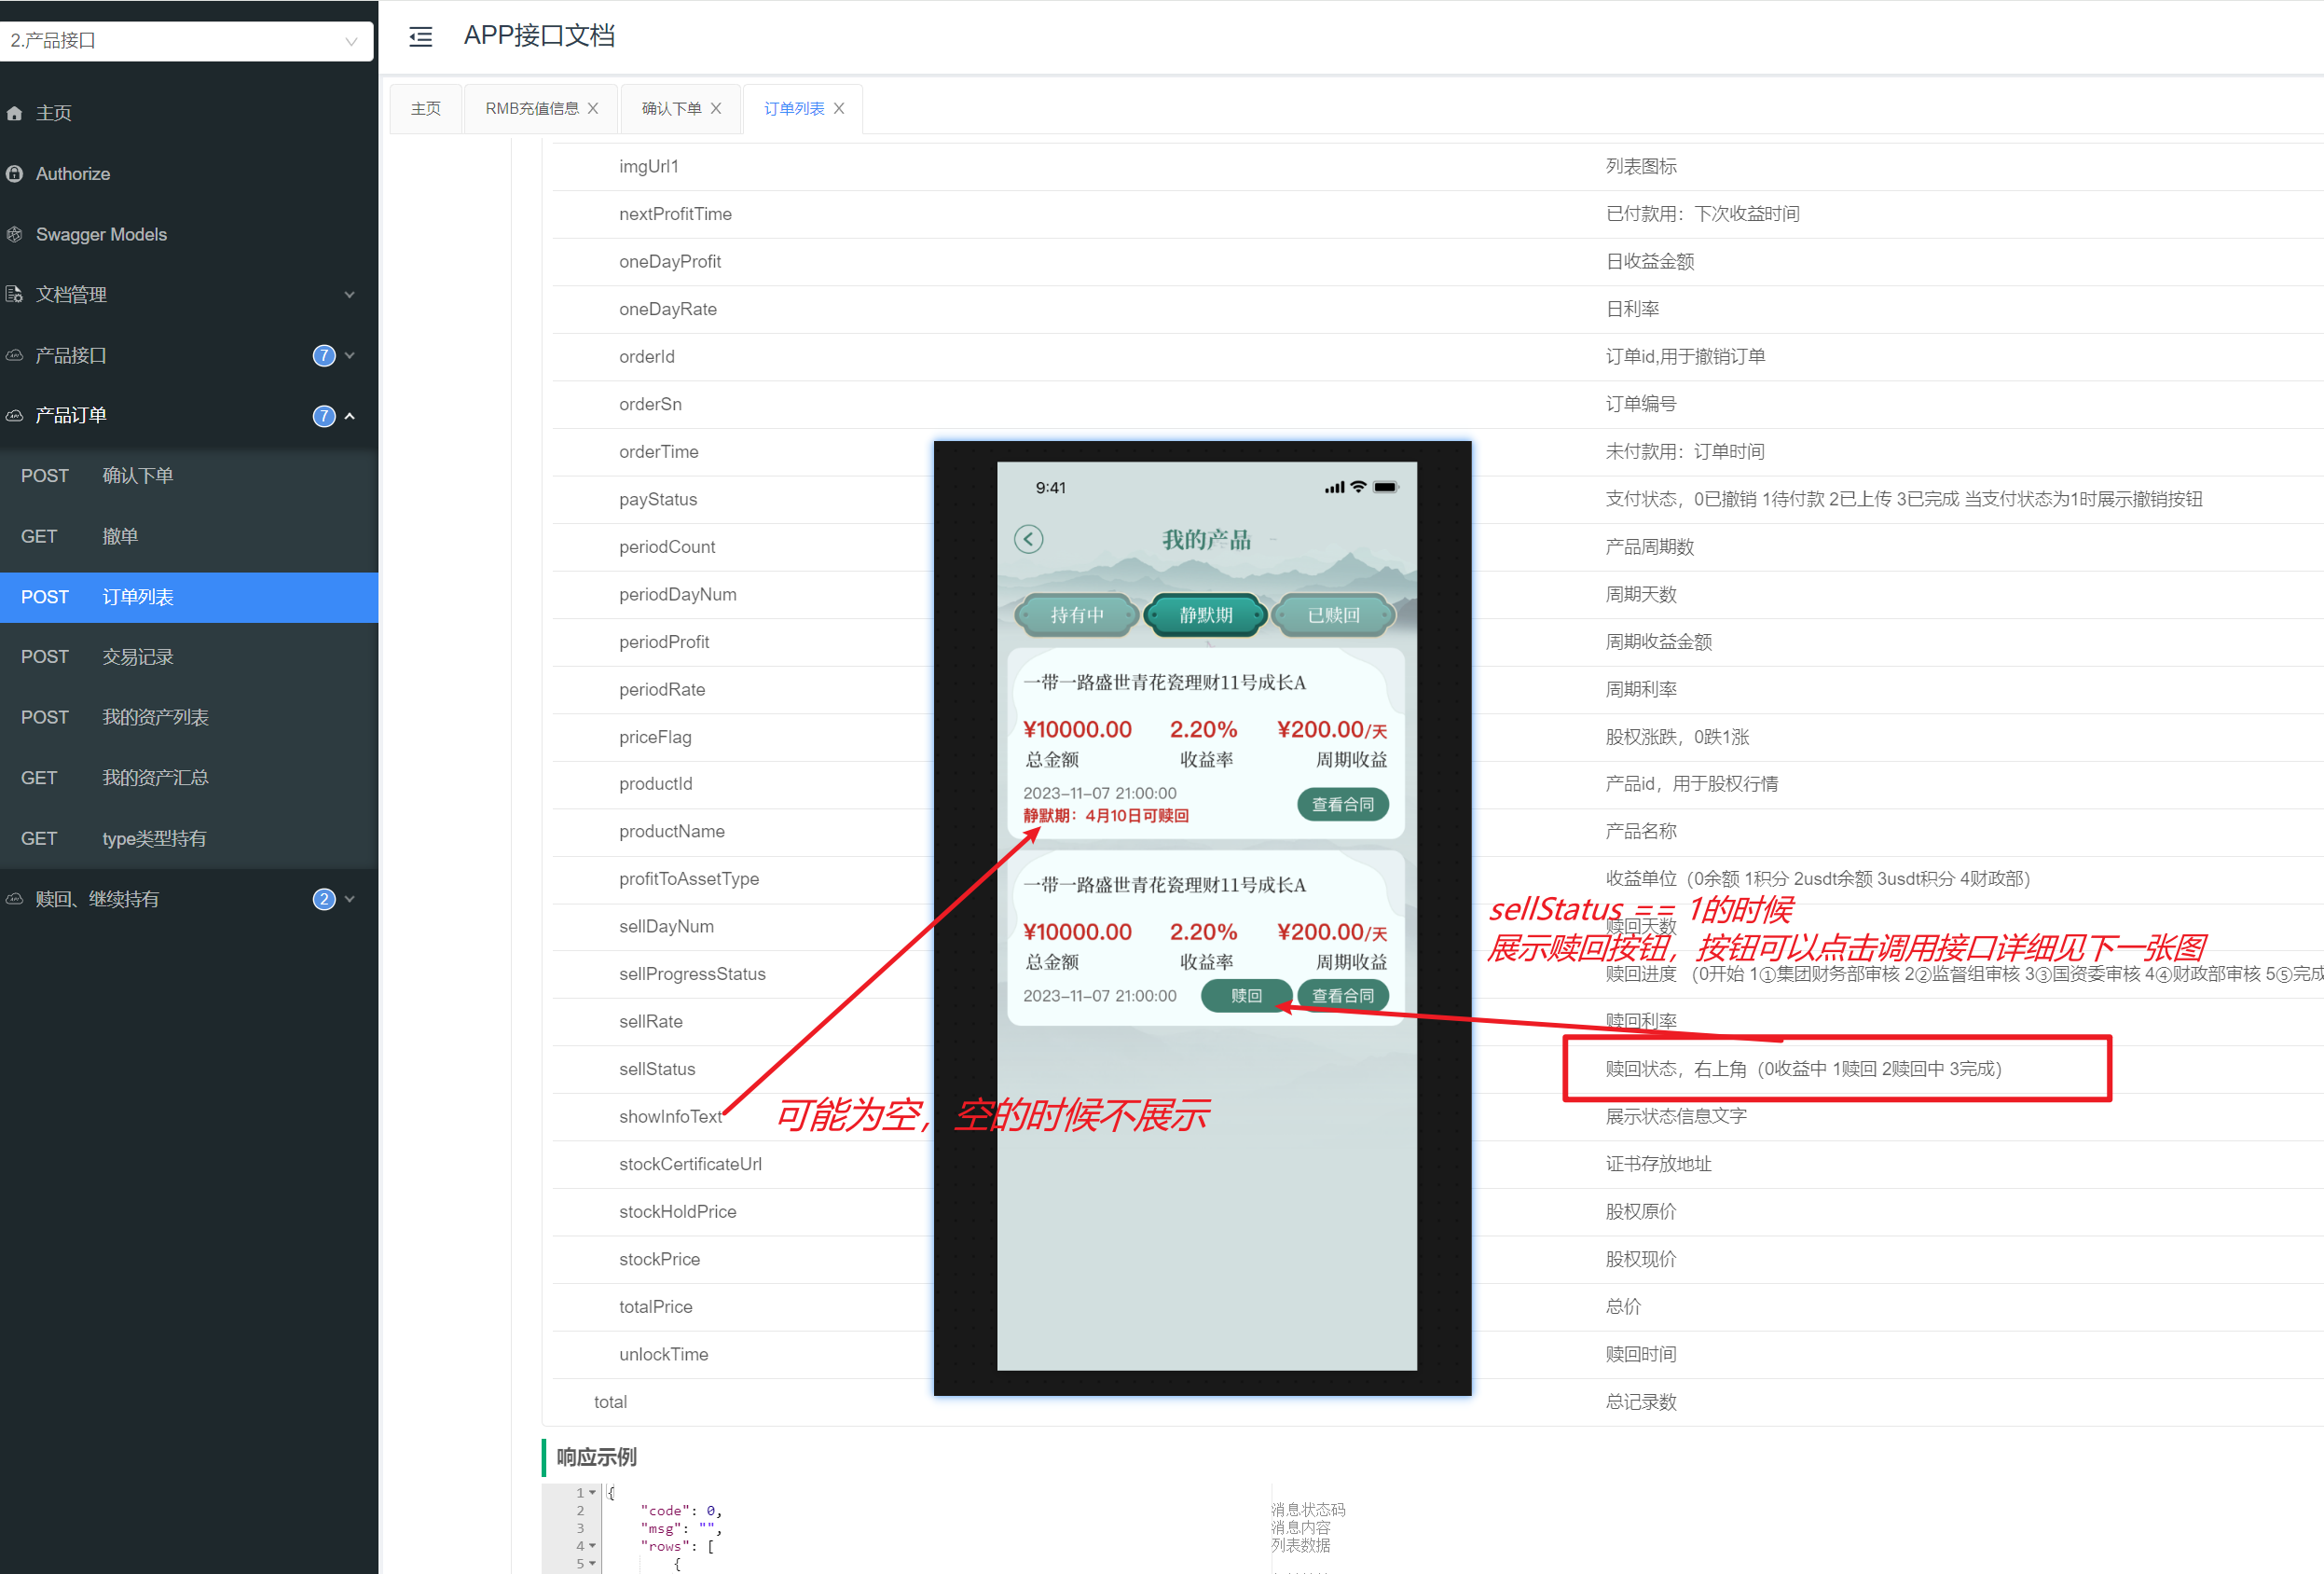 2.产品接口
APP接口文档
主页
RMB充值信息
确认下单
订单列表
主页
Authorize
Swagger Models
文档管理
产品接口 7
产品订单 7
POST 确认下单
GET 撤单
POST 订单列表
POST 交易记录
POST 我的资产列表
GET 我的资产汇总
GET type类型持有
赎回、继续持有 2
imgUrl1 列表图标
nextProfitTime 已付款用：下次收益时间
oneDayProfit 日收益金额
oneDayRate 日利率
orderId 订单id,用于撤销订单
orderSn 订单编号
orderTime 未付款用：订单时间
payStatus 支付状态，0已撤销 1待付款 2已上传 3已完成 当支付状态为1时展示撤销按钮
periodCount 产品周期数
periodDayNum 周期天数
periodProfit 周期收益金额
periodRate 周期利率
priceFlag 股权涨跌，0跌1涨
productId 产品id，用于股权行情
productName 产品名称
profitToAssetType 收益单位（0余额 1积分 2usdt余额 3usdt积分 4财政部）
sellDayNum 赎回天数
sellProgressStatus 赎回进度 （0开始 1①集团财务部审核 2②监督组审核 3③国资委审核 4④财政部审核 5⑤完成
sellRate 赎回利率
sellStatus 赎回状态，右上角（0收益中 1赎回 2赎回中 3完成）
showInfoText 展示状态信息文字
stockCertificateUrl 证书存放地址
stockHoldPrice 股权原价
stockPrice 股权现价
totalPrice 总价
unlockTime 赎回时间
total 总记录数
9:41
我的产品
持有中 静默期 已赎回
一带一路盛世青花瓷理财11号成长A
¥10000.00 2.20% ¥200.00/天
总金额 收益率 周期收益
2023-11-07 21:00:00
静默期：4月10日可赎回
查看合同
一带一路盛世青花瓷理财11号成长A
¥10000.00 2.20% ¥200.00/天
总金额 收益率 周期收益
2023-11-07 21:00:00 赎回 查看合同
sellStatus == 1的时候
展示赎回按钮，按钮可以点击调用接口详细见下一张图
可能为空，空的时候不展示
响应示例
1 {
2 "code": 0, 消息状态码
3 "msg": "", 消息内容
4 "rows": [ 列表数据
5 {